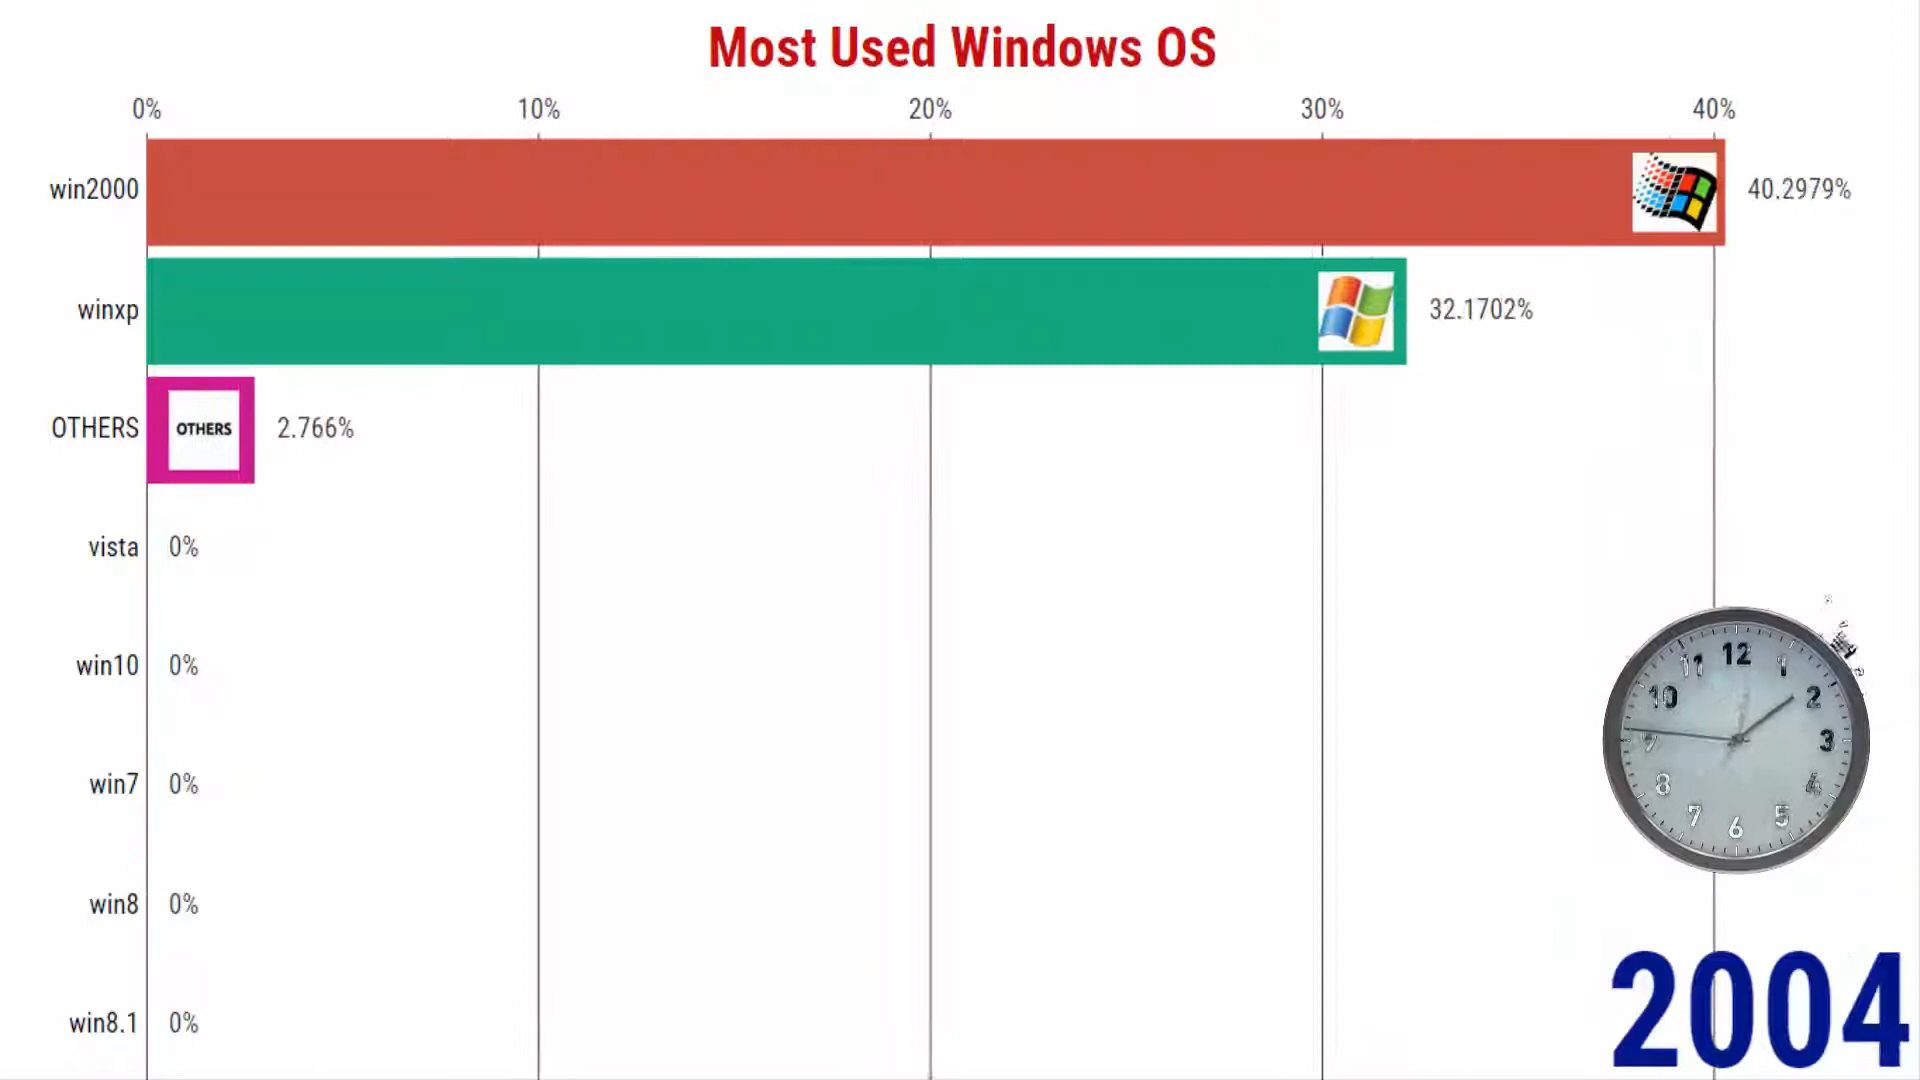 Most Used Windows OS
0% 10% 20% 30% 40%
win2000 40.2979%
winxp 32.1702%
OTHERS OTHERS 2.766%
vista 0%
win10 0%
win7 0%
win8 0%
win8.1 0%
12
11 1
10 2
9 3
8 4
7 5
6
2004